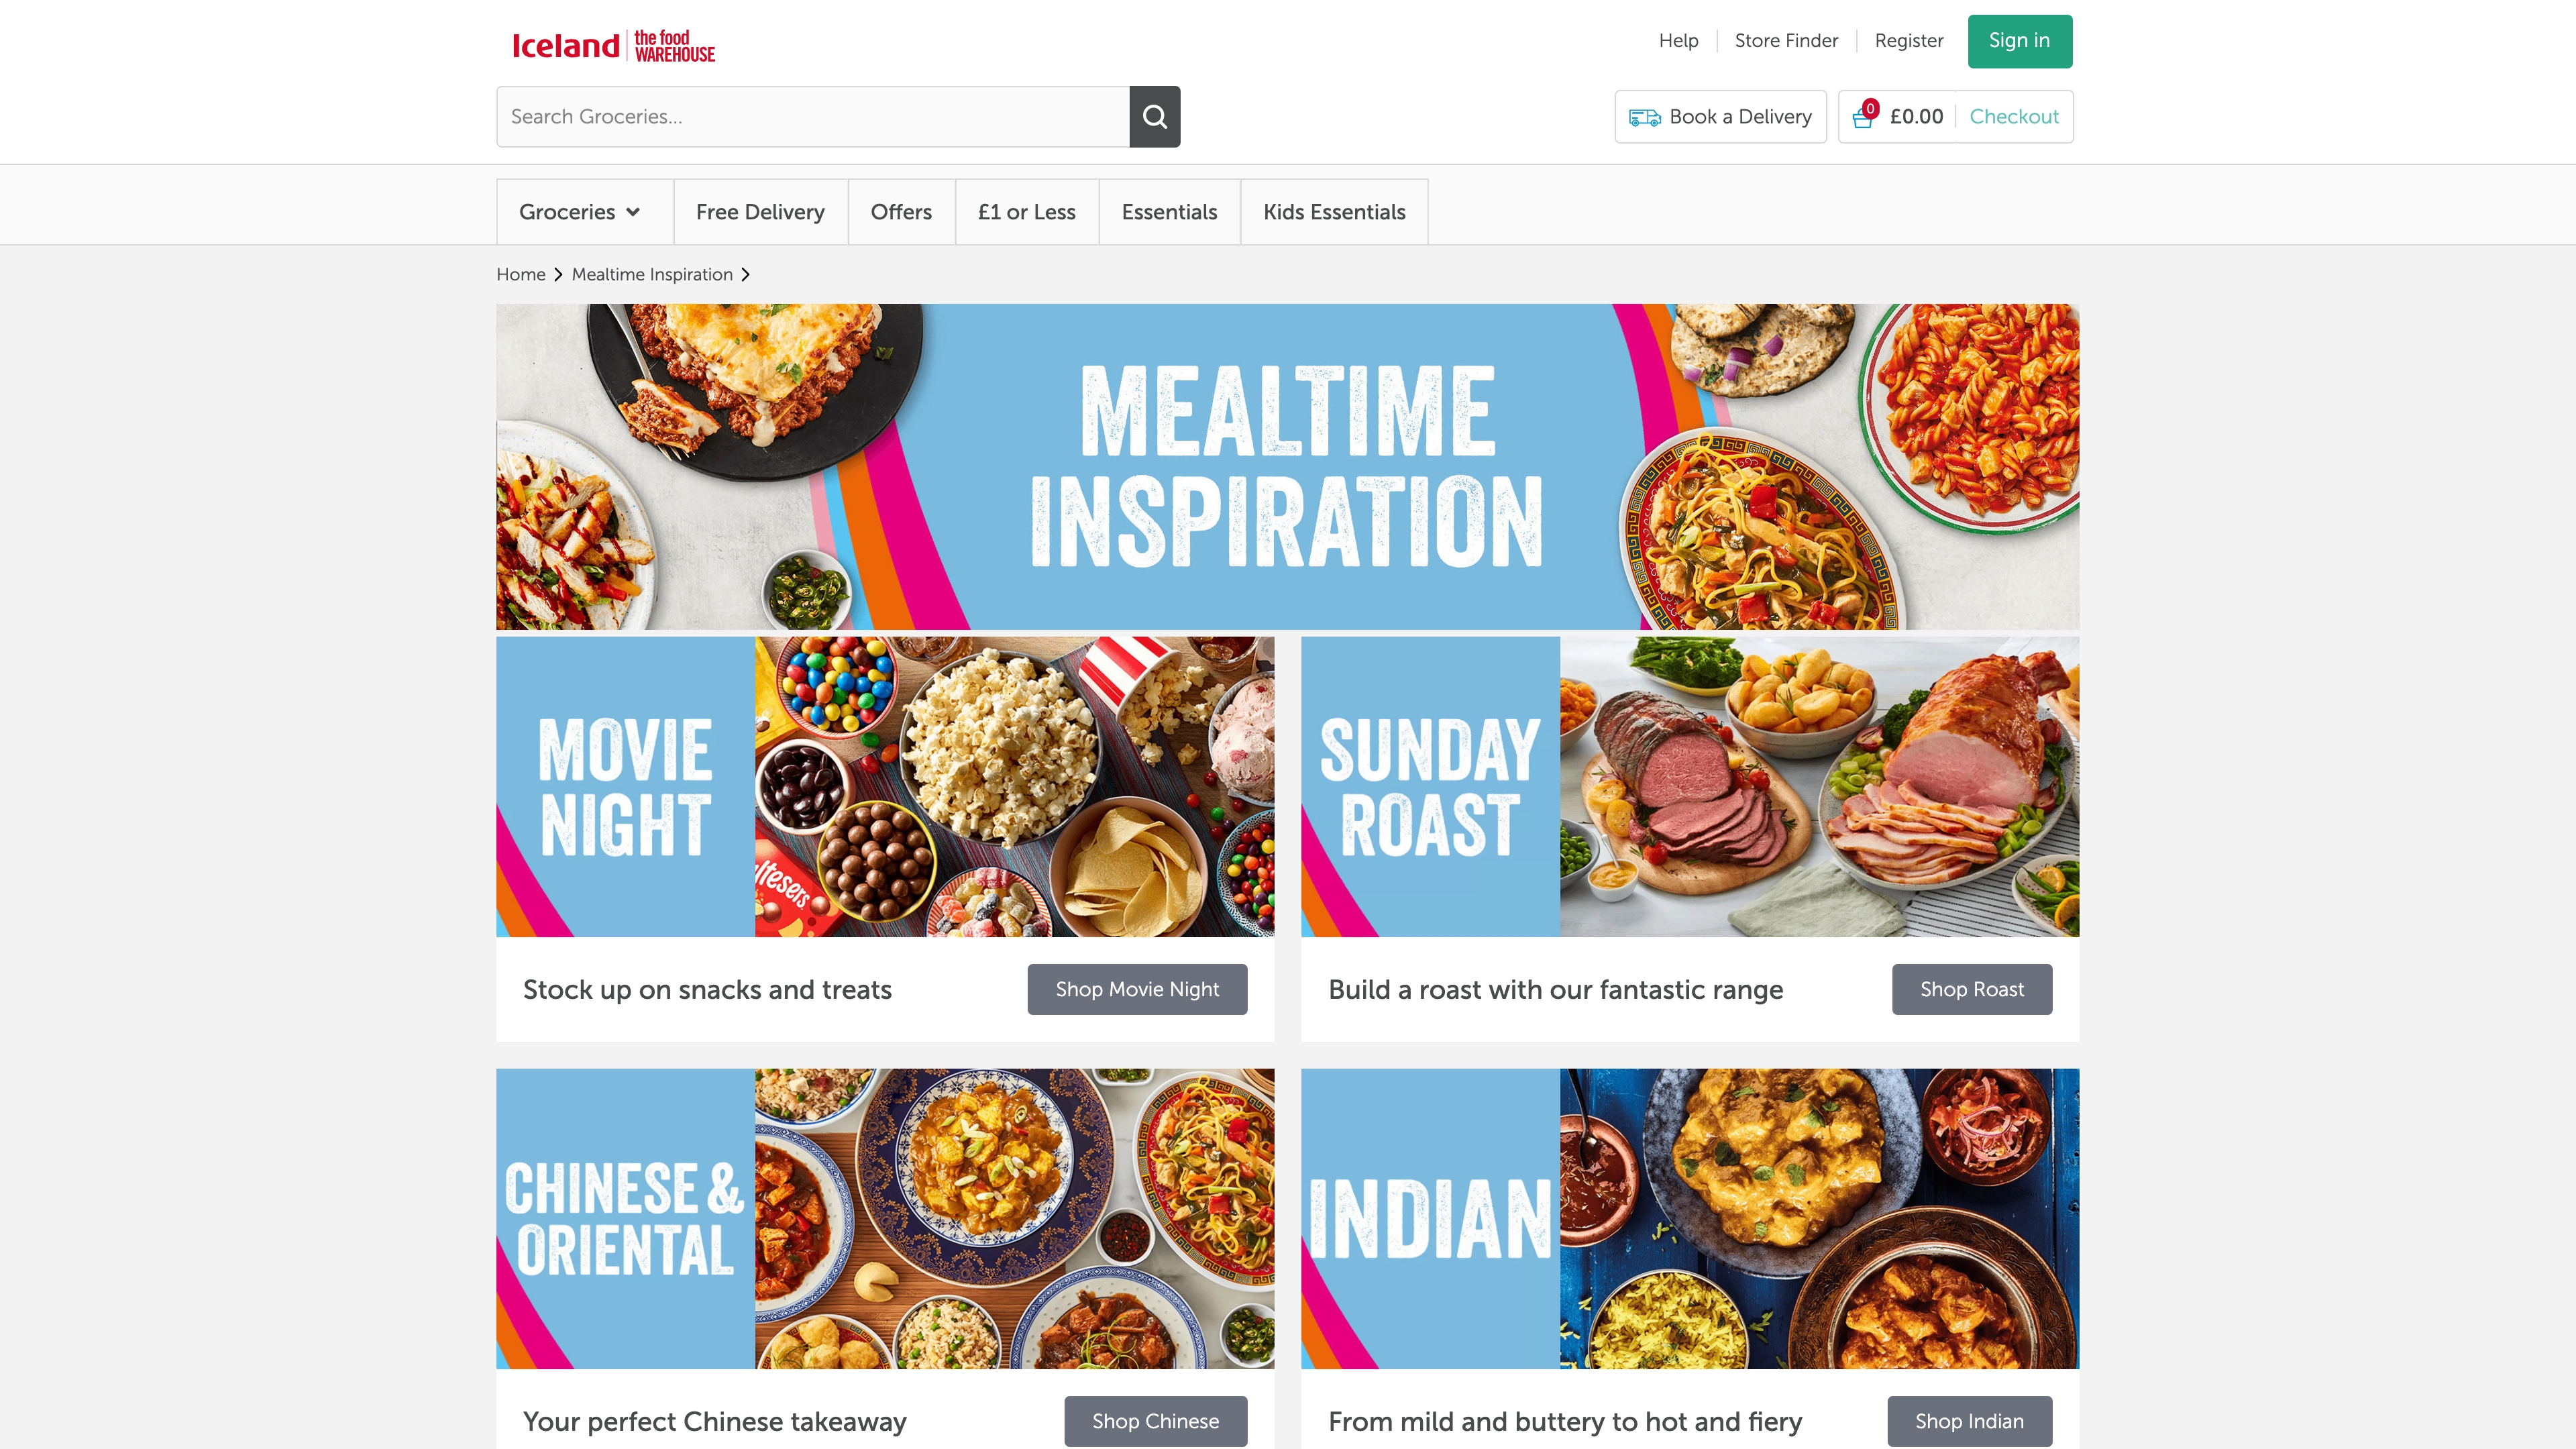 Iceland the food
WAREHOUSE
Help Store Finder Register Sign in
Search Groceries...
Book a Delivery 0 £0.00 Checkout
Groceries Free Delivery Offers £1 or Less Essentials Kids Essentials
Home Mealtime Inspiration
MEALTIME
INSPIRATION
MOVIE
NIGHT
ltesers
Stock up on snacks and treats Shop Movie Night
SUNDAY
ROAST
Build a roast with our fantastic range Shop Roast
CHINESE &
ORIENTAL
Your perfect Chinese takeaway Shop Chinese
INDIAN
From mild and buttery to hot and fiery Shop Indian